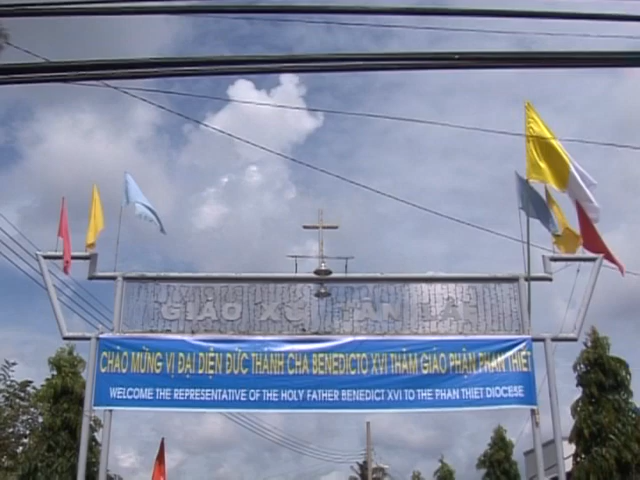 GIÁO XỨ TÂN
CHÀO MỪNG VỊ ĐẠI DIỆN ĐỨC THÁNH CHA BENEDICTO XVI THĂM GIÁO PHẬN PHAN THIẾT
WELCOME THE REPRESENTATIVE OF THE HOLY FATHER BENEDICT XVI TO THE PHAN THIET DIOCESE